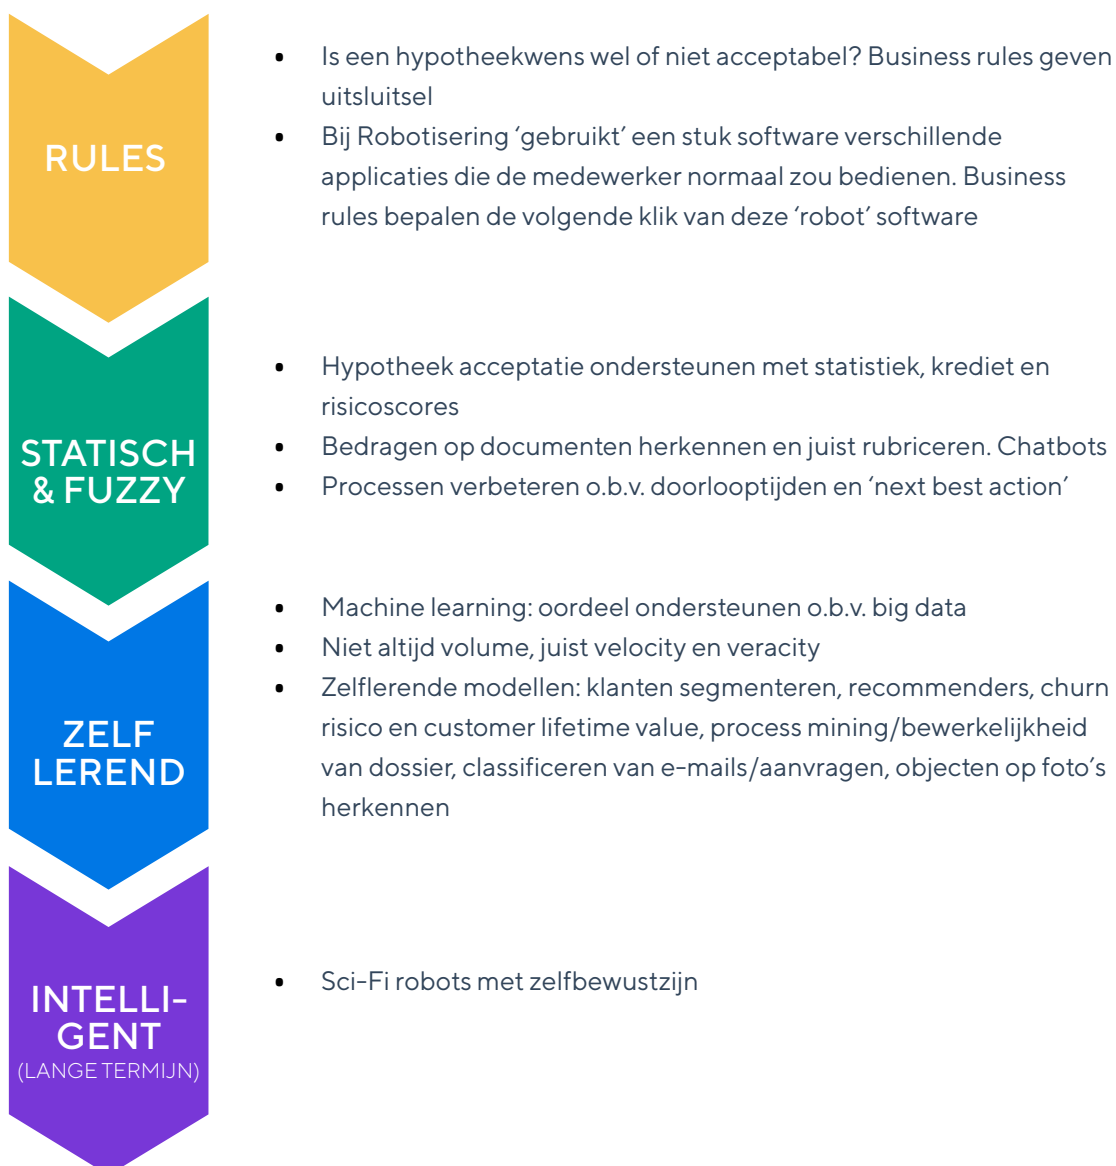 RULES
• Is een hypotheekwens wel of niet acceptabel? Business rules geven
uitsluitsel
• Bij Robotisering ‘gebruikt’ een stuk software verschillende
applicaties die de medewerker normaal zou bedienen. Business
rules bepalen de volgende klik van deze ‘robot’ software
STATISCH
& FUZZY
• Hypotheek acceptatie ondersteunen met statistiek, krediet en
risicoscores
• Bedragen op documenten herkennen en juist rubriceren. Chatbots
• Processen verbeteren o.b.v. doorlooptijden en ‘next best action’
ZELF
LEREND
• Machine learning: oordeel ondersteunen o.b.v. big data
• Niet altijd volume, juist velocity en veracity
• Zelflerende modellen: klanten segmenteren, recommenders, churn
risico en customer lifetime value, process mining/bewerkelijkheid
van dossier, classificeren van e-mails/aanvragen, objecten op foto’s
herkennen
INTELLI-
GENT
(LANGE TERMIJN)
• Sci-Fi robots met zelfbewustzijn